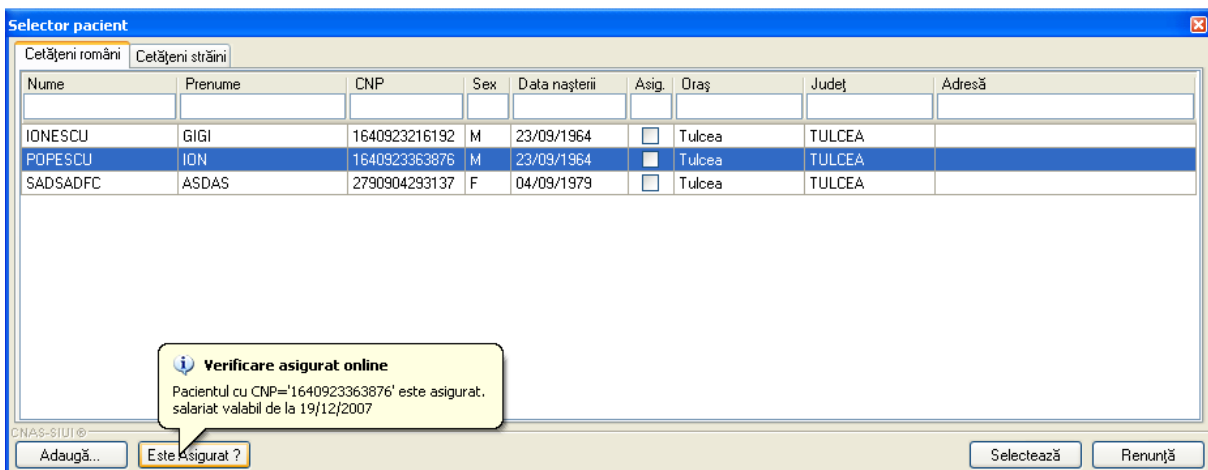 Selector pacient
Cetăţeni români Cetăţeni străini
Nume Prenume CNP Sex Data naşterii Asig. Oraş Judeţ Adresă
IONESCU GIGI 1640923216192 M 23/09/1964 Tulcea TULCEA
POPESCU ION 1640923363876 M 23/09/1964 Tulcea TULCEA
SADSADFC ASDAS 2790904293137 F 04/09/1979 Tulcea TULCEA
Verificare asigurat online
Pacientul cu CNP='1640923363876' este asigurat.
salariat valabil de la 19/12/2007
CNAS-SIUI ®
Adaugă... Este Asigurat ? Selectează Renunţă